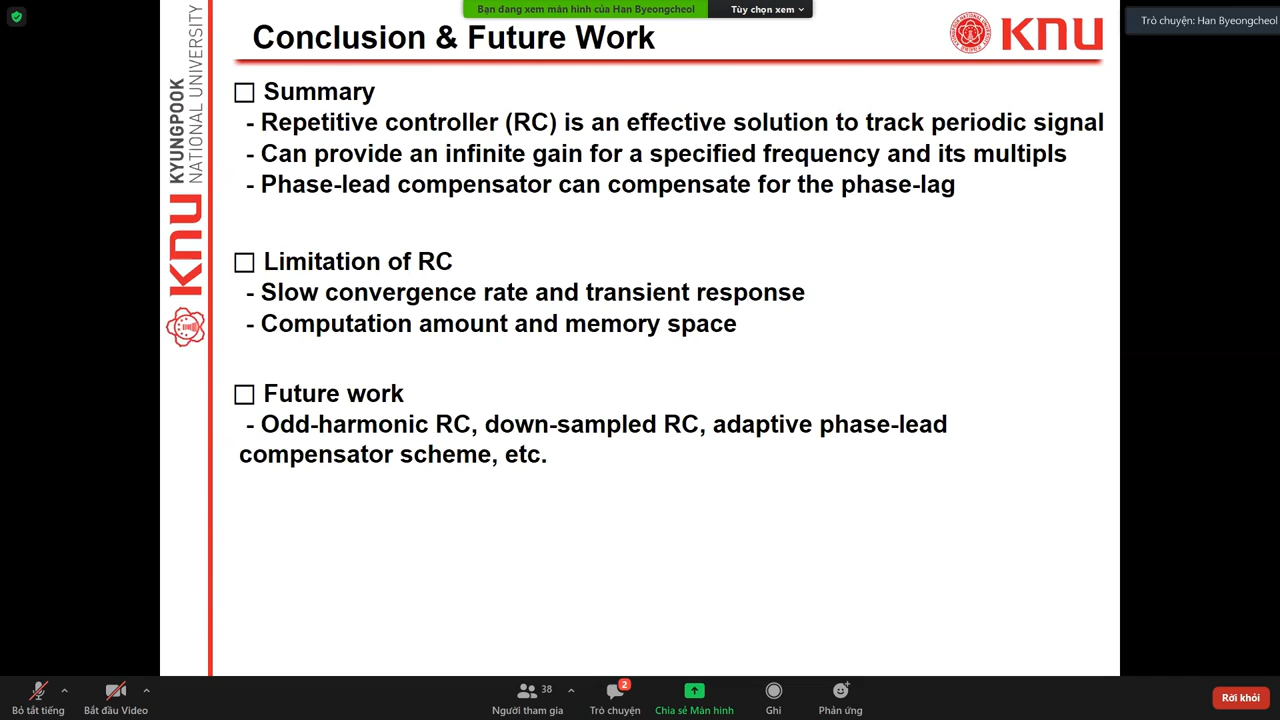 Bạn đang xem màn hình của Han Byeongcheol
Tùy chọn xem
Trò chuyện: Han Byeongcheol
Conclusion & Future Work
KNU
KYUNGPOOK
NATIONAL UNIVERSITY
KNU
Summary
- Repetitive controller (RC) is an effective solution to track periodic signal
- Can provide an infinite gain for a specified frequency and its multipls
- Phase-lead compensator can compensate for the phase-lag
Limitation of RC
- Slow convergence rate and transient response
- Computation amount and memory space
Future work
- Odd-harmonic RC, down-sampled RC, adaptive phase-lead
compensator scheme, etc.
Bỏ tắt tiếng
Bắt đầu Video
38
Người tham gia
2
Trò chuyện
Chia sẻ Màn hình
Ghi
Phản ứng
Rời khỏi